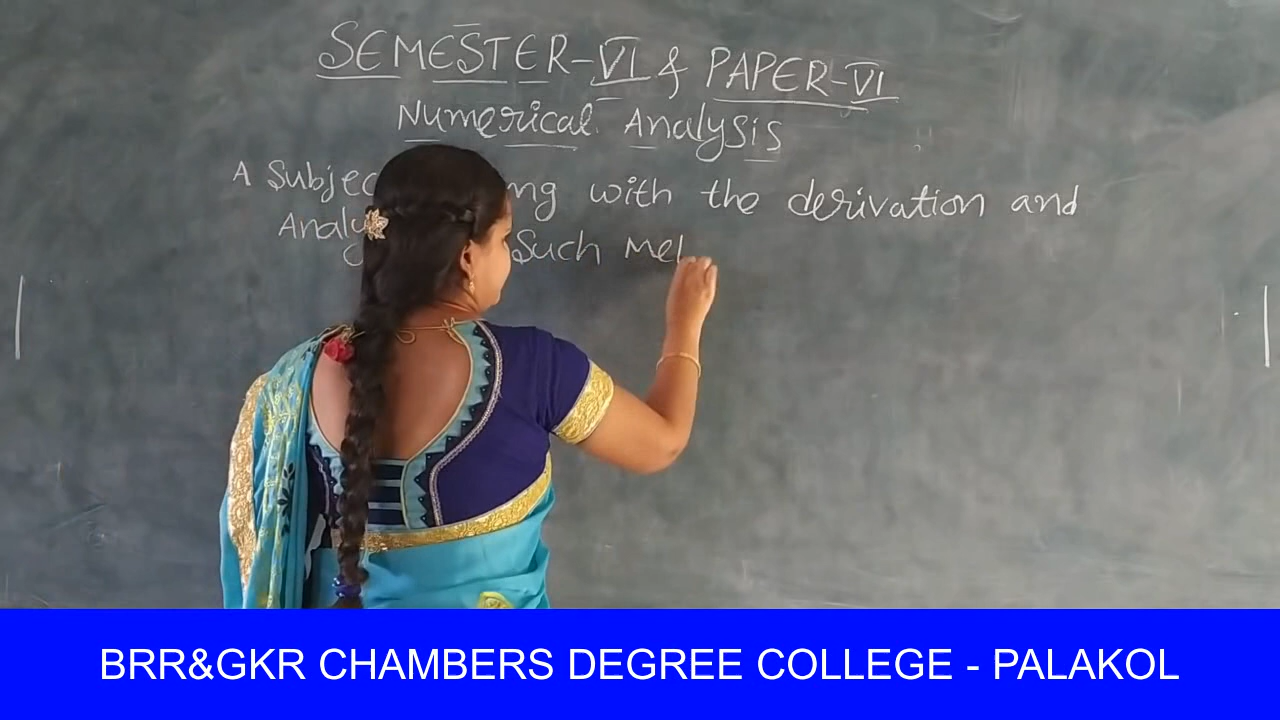 SEMESTER-VI & PAPER-VI
Numerical Analysis
A Subjec ng with the derivation and
Analy Such Met
BRR&GKR CHAMBERS DEGREE COLLEGE - PALAKOL